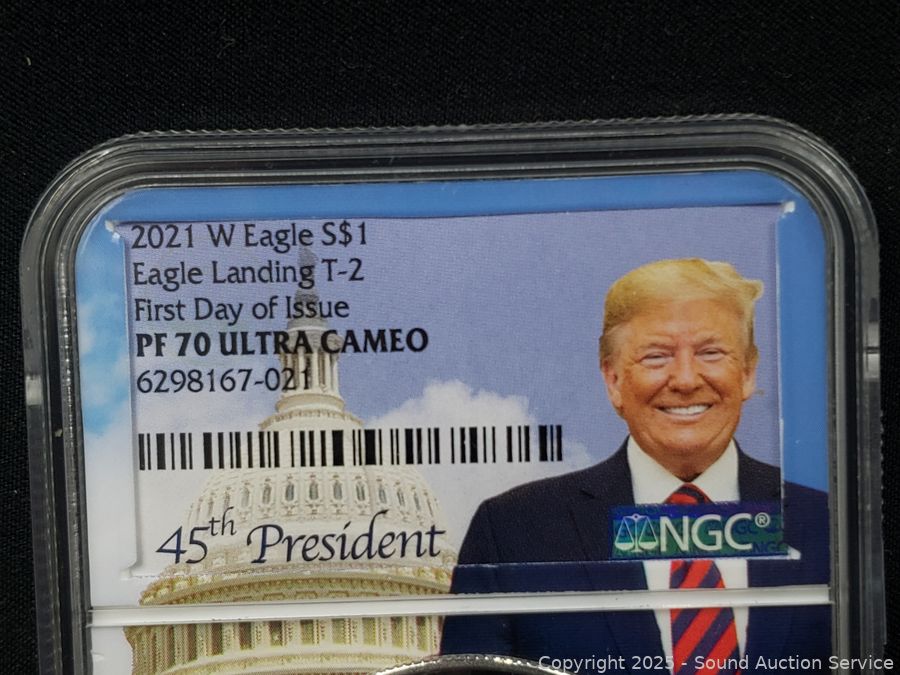 2021 W Eagle S$1
Eagle Landing T-2
First Day of Issue
PF 70 ULTRA CAMEO
6298167-021
45th President
NGC®
NGC
Copyright 2025 - Sound Auction Service